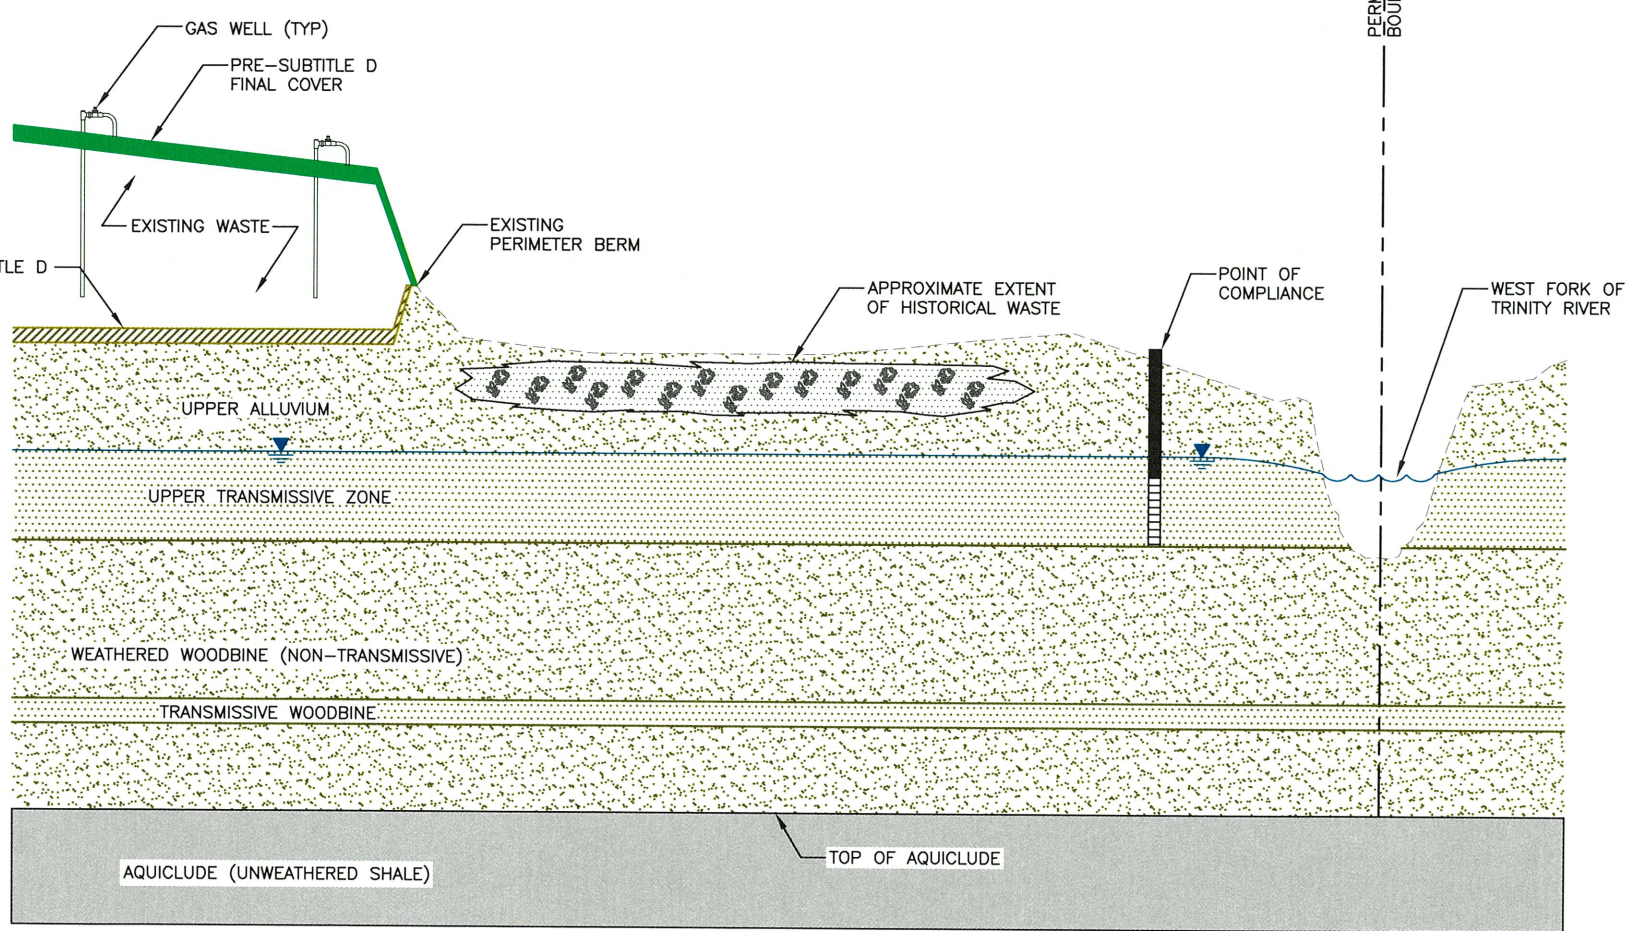 PERM
BOU
GAS WELL (TYP)
PRE-SUBTITLE D
FINAL COVER
EXISTING WASTE
TLE D
EXISTING
PERIMETER BERM
APPROXIMATE EXTENT
OF HISTORICAL WASTE
POINT OF
COMPLIANCE
WEST FORK OF
TRINITY RIVER
UPPER ALLUVIUM
UPPER TRANSMISSIVE ZONE
WEATHERED WOODBINE (NON-TRANSMISSIVE)
TRANSMISSIVE WOODBINE
TOP OF AQUICLUDE
AQUICLUDE (UNWEATHERED SHALE)